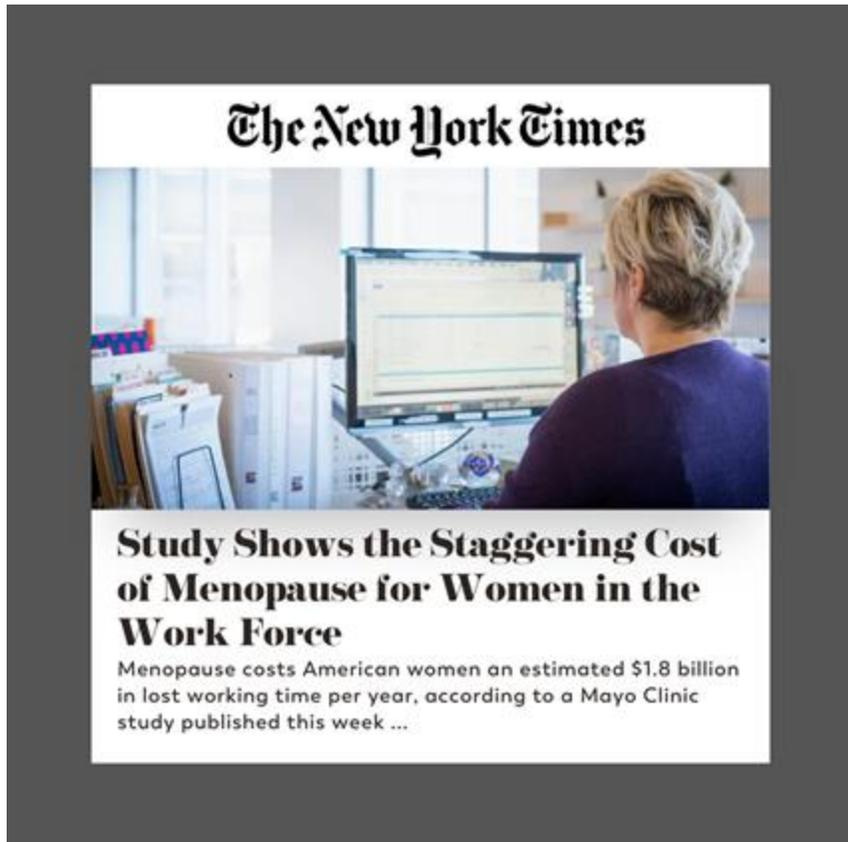 The New York Times
Study Shows the Staggering Cost
of Menopause for Women in the
Work Force
Menopause costs American women an estimated $1.8 billion
in lost working time per year, according to a Mayo Clinic
study published this week ...